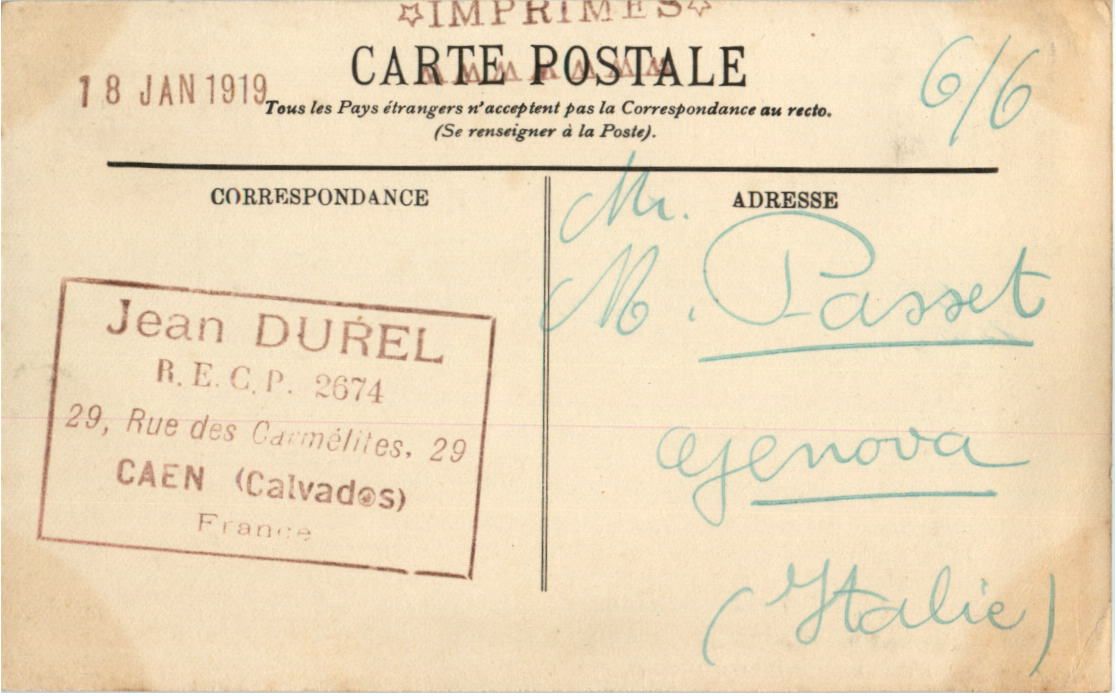 ☆IMPRIMES☆
CARTE POSTALE
18 JAN 1919
6/6
Tous les Pays étrangers n'acceptent pas la Correspondance au recto.
(Se renseigner à la Poste).
CORRESPONDANCE
ADRESSE
Jean DUREL
R. E. C. P. 2674
29, Rue des Carmélites, 29
CAEN (Calvados)
France
Mr.
M. Passet
Genova
(Italie)